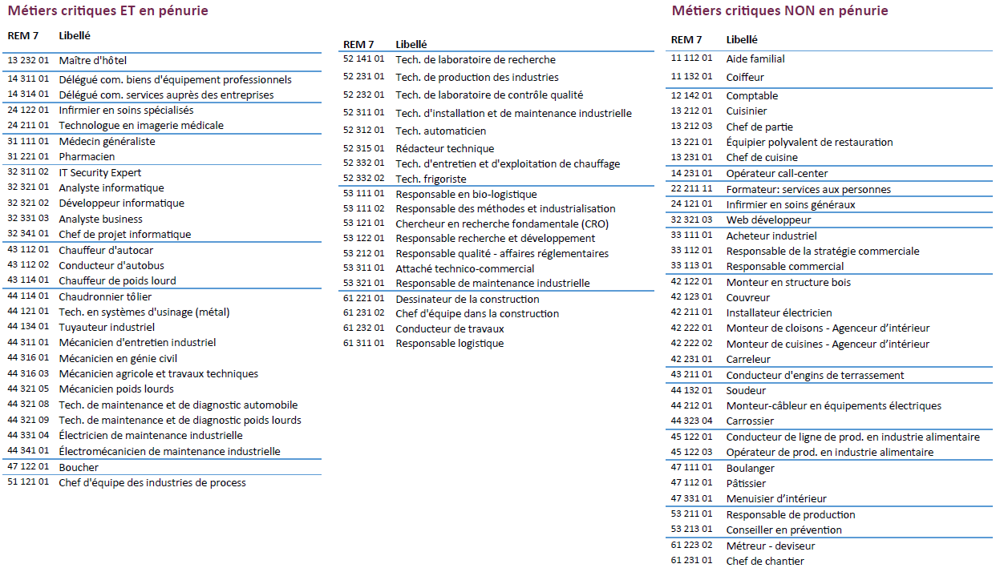 Métiers critiques ET en pénurie
REM 7 Libellé
13 232 01 Maître d'hôtel
14 311 01 Délégué com. biens d'équipement professionnels
14 314 01 Délégué com. services auprès des entreprises
24 122 01 Infirmier en soins spécialisés
24 211 01 Technologue en imagerie médicale
31 111 01 Médecin généraliste
31 221 01 Pharmacien
32 311 02 IT Security Expert
32 321 01 Analyste informatique
32 321 02 Développeur informatique
32 331 03 Analyste business
32 341 01 Chef de projet informatique
43 112 01 Chauffeur d'autocar
43 112 02 Conducteur d'autobus
43 114 01 Chauffeur de poids lourd
44 114 01 Chaudronnier tôlier
44 121 01 Tech. en systèmes d'usinage (métal)
44 134 01 Tuyauteur industriel
44 311 01 Mécanicien d'entretien industriel
44 316 01 Mécanicien en génie civil
44 316 03 Mécanicien agricole et travaux techniques
44 321 05 Mécanicien poids lourds
44 321 08 Tech. de maintenance et de diagnostic automobile
44 321 09 Tech. de maintenance et de diagnostic poids lourds
44 331 04 Électricien de maintenance industrielle
44 341 01 Électromécanicien de maintenance industrielle
47 122 01 Boucher
51 121 01 Chef d'équipe des industries de process
REM 7 Libellé
52 141 01 Tech. de laboratoire de recherche
52 231 01 Tech. de production des industries
52 232 01 Tech. de laboratoire de contrôle qualité
52 311 01 Tech. d'installation et de maintenance industrielle
52 312 01 Tech. automaticien
52 315 01 Rédacteur technique
52 332 01 Tech. d'entretien et d'exploitation de chauffage
52 332 02 Tech. frigoriste
53 111 01 Responsable en bio-logistique
53 111 02 Responsable des méthodes et industrialisation
53 121 01 Chercheur en recherche fondamentale (CRO)
53 122 01 Responsable recherche et développement
53 212 01 Responsable qualité - affaires réglementaires
53 311 01 Attaché technico-commercial
53 321 01 Responsable de maintenance industrielle
61 221 01 Dessinateur de la construction
61 231 02 Chef d'équipe dans la construction
61 232 01 Conducteur de travaux
61 311 01 Responsable logistique
Métiers critiques NON en pénurie
REM 7 Libellé
11 112 01 Aide familial
11 132 01 Coiffeur
12 142 01 Comptable
13 212 01 Cuisinier
13 212 03 Chef de partie
13 221 01 Équipier polyvalent de restauration
13 231 01 Chef de cuisine
14 231 01 Opérateur call-center
22 211 11 Formateur: services aux personnes
24 121 01 Infirmier en soins généraux
32 321 03 Web développeur
33 111 01 Acheteur industriel
33 112 01 Responsable de la stratégie commerciale
33 113 01 Responsable commercial
42 122 01 Monteur en structure bois
42 123 01 Couvreur
42 211 01 Installateur électricien
42 222 01 Monteur de cloisons - Agenceur d’intérieur
42 222 02 Monteur de cuisines - Agenceur d’intérieur
42 231 01 Carreleur
43 211 01 Conducteur d'engins de terrassement
44 132 01 Soudeur
44 212 01 Monteur-câbleur en équipements électriques
44 323 04 Carrossier
45 122 01 Conducteur de ligne de prod. en industrie alimentaire
45 122 03 Opérateur de prod. en industrie alimentaire
47 111 01 Boulanger
47 112 01 Pâtissier
47 331 01 Menuisier d’intérieur
53 211 01 Responsable de production
53 213 01 Conseiller en prévention
61 223 02 Métreur - deviseur
61 231 01 Chef de chantier